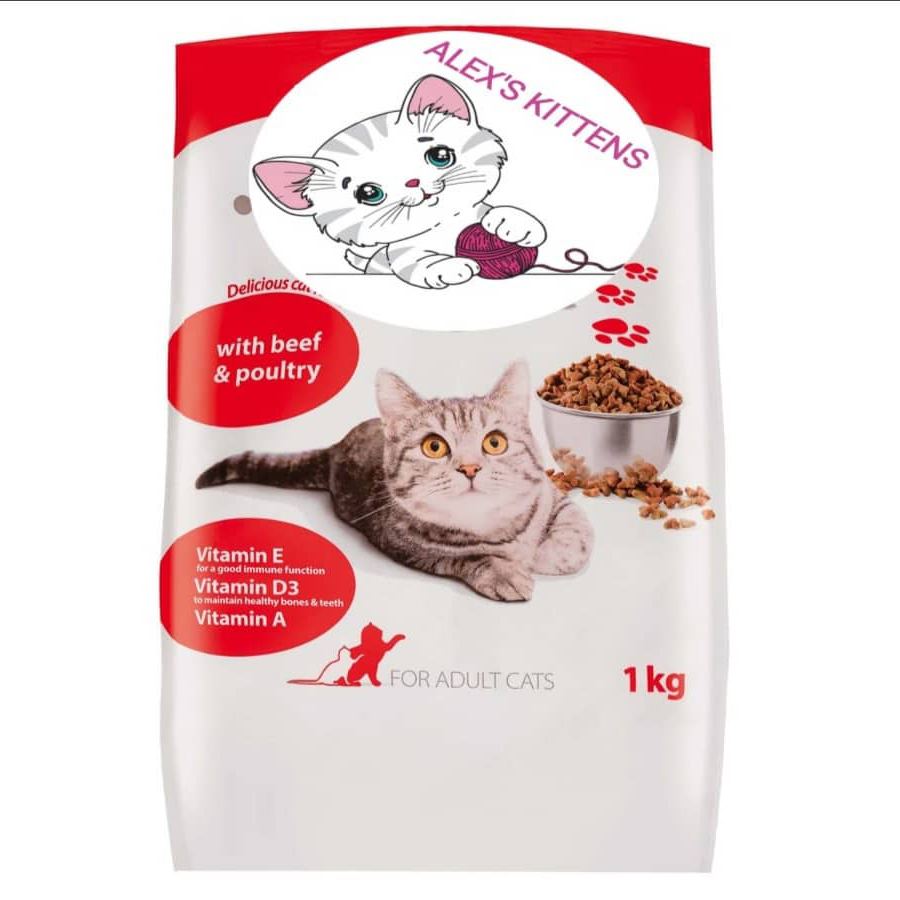 ALEX'S KITTENS
Delicious
with beef
& poultry
Vitamin E
for a good immune function
Vitamin D3
to maintain healthy bones & teeth
Vitamin A
FOR ADULT CATS
1 kg